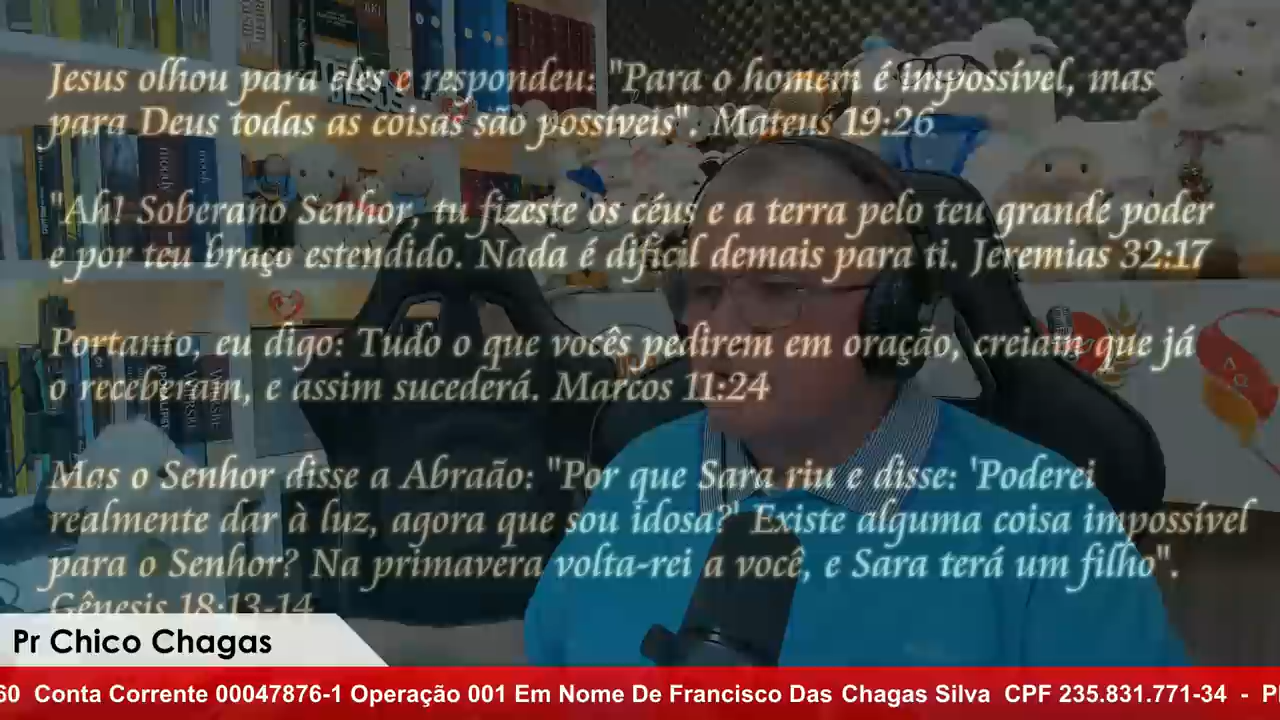 Jesus olhou para eles e respondeu: "Para o homem é impossível, mas
para Deus todas as coisas são possíveis". Mateus 19:26
"Ah! Soberano Senhor, tu fizeste os céus e a terra pelo teu grande poder
e por teu braço estendido. Nada é difícil demais para ti. Jeremias 32:17
Portanto, eu digo: Tudo o que vocês pedirem em oração, creiam que já
o receberam, e assim sucederá. Marcos 11:24
Mas o Senhor disse a Abraão: "Por que Sara riu e disse: 'Poderei
realmente dar à luz, agora que sou idosa?' Existe alguma coisa impossível
para o Senhor? Na primavera volta-rei a você, e Sara terá um filho".
Gênesis 18:13-14
Pr Chico Chagas
60 Conta Corrente 00047876-1 Operação 001 Em Nome De Francisco Das Chagas Silva CPF 235.831.771-34 -